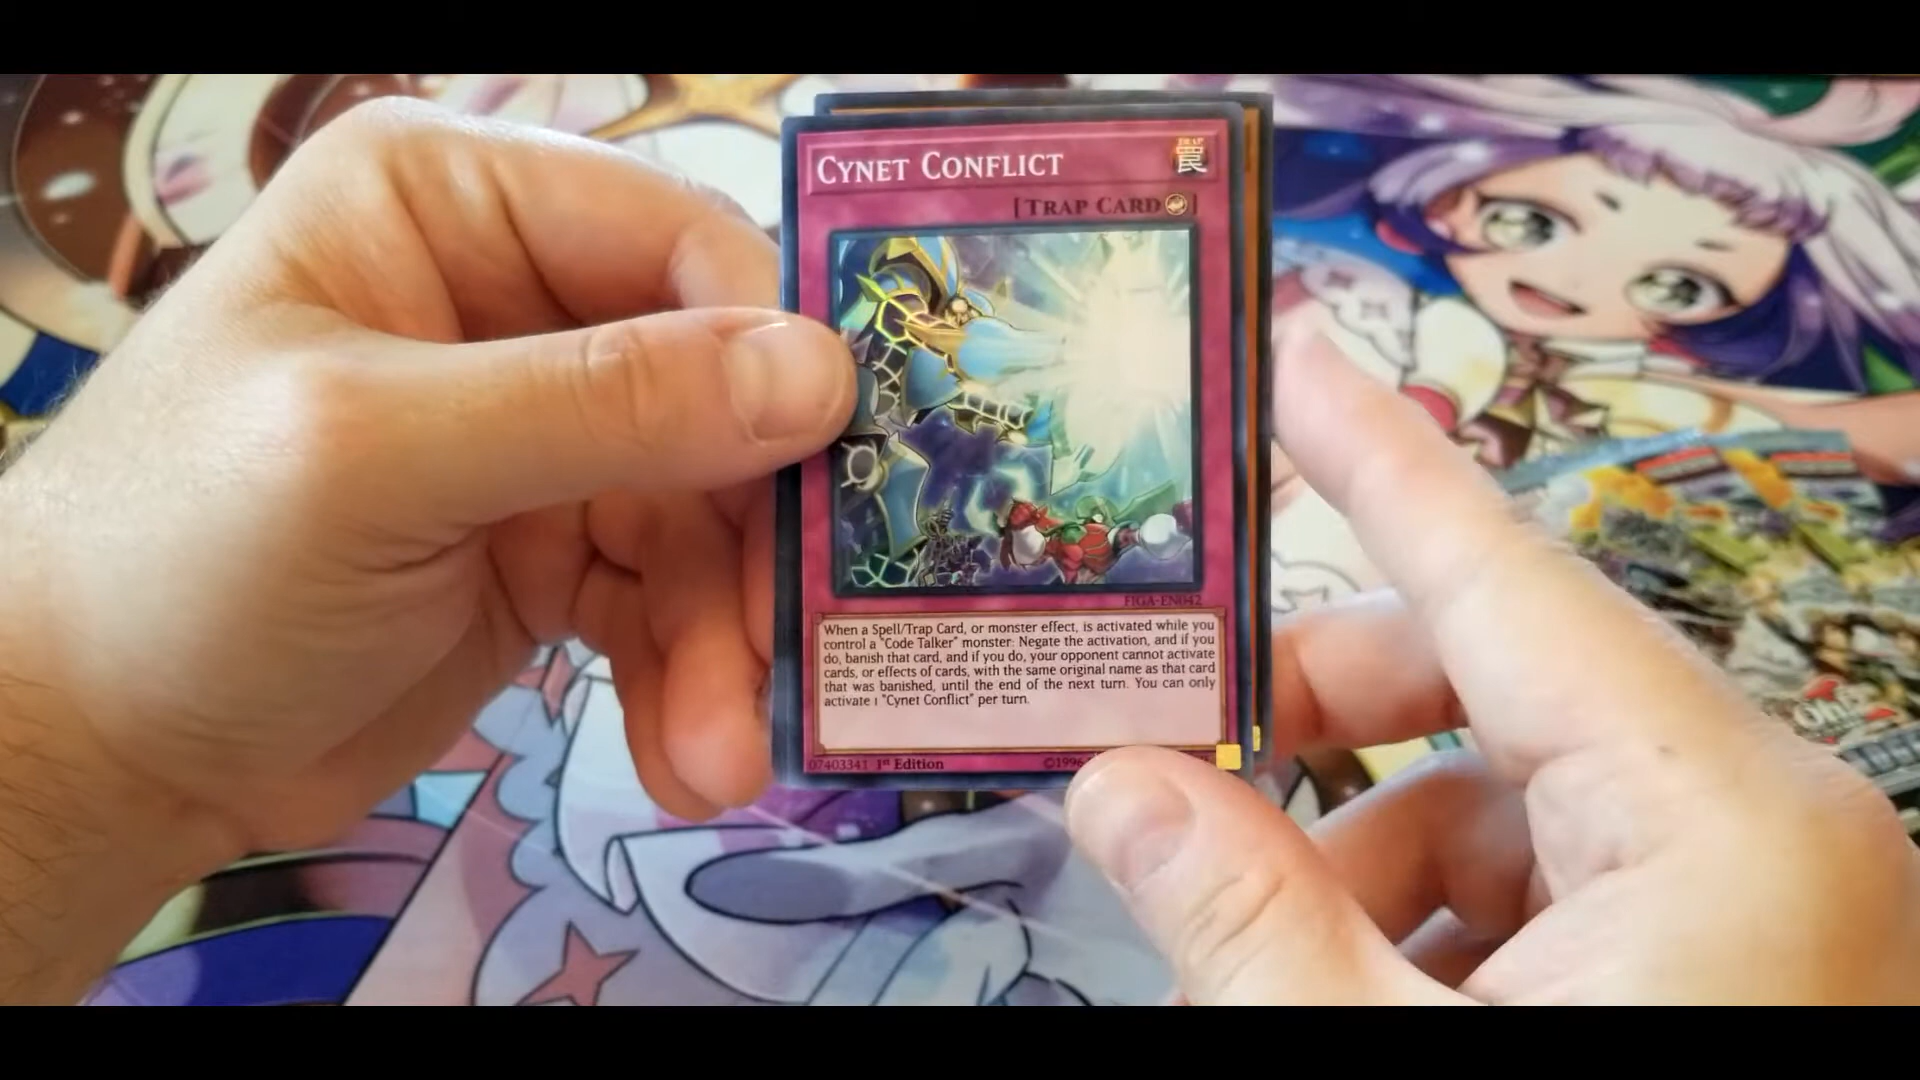 CYNET CONFLICT
TRAP
罠
[TRAP CARD]
FIGA-EN042
When a Spell/Trap Card, or monster effect, is activated while you
control a "Code Talker" monster: Negate the activation, and if you
do, banish that card, and if you do, your opponent cannot activate
cards, or effects of cards, with the same original name as that card
that was banished, until the end of the next turn. You can only
activate 1 "Cynet Conflict" per turn.
07403341 1st Edition
©1996
Oh!